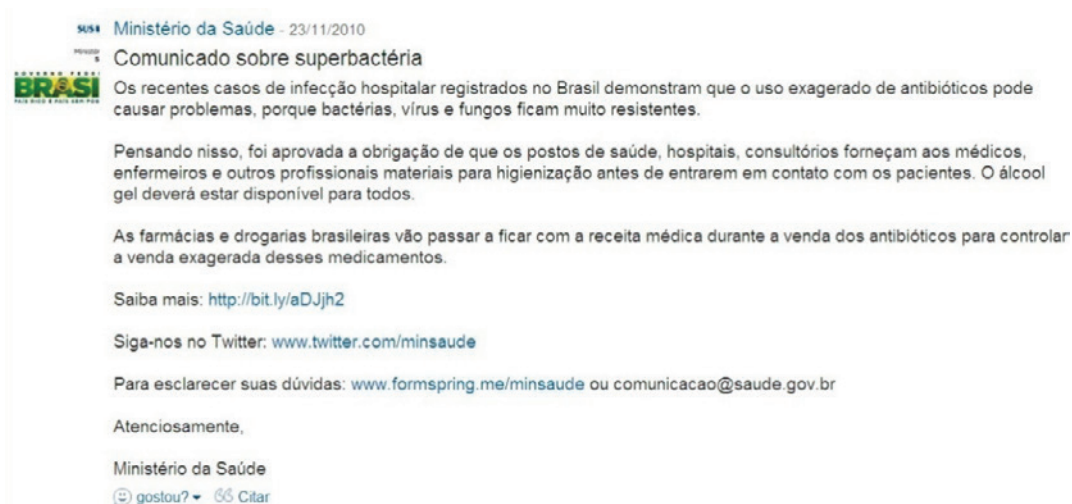 SUS
Ministério da Saúde - 23/11/2010
Comunicado sobre superbactéria
BRASI
Os recentes casos de infecção hospitalar registrados no Brasil demonstram que o uso exagerado de antibióticos pode
causar problemas, porque bactérias, vírus e fungos ficam muito resistentes.
Pensando nisso, foi aprovada a obrigação de que os postos de saúde, hospitais, consultórios forneçam aos médicos,
enfermeiros e outros profissionais materiais para higienização antes de entrarem em contato com os pacientes. O álcool
gel deverá estar disponível para todos.
As farmácias e drogarias brasileiras vão passar a ficar com a receita médica durante a venda dos antibióticos para controlar
a venda exagerada desses medicamentos.
Saiba mais: http://bit.ly/aDJjh2
Siga-nos no Twitter: www.twitter.com/minsaude
Para esclarecer suas dúvidas: www.formspring.me/minsaude ou comunicacao@saude.gov.br
Atenciosamente,
Ministério da Saúde
gostou? Citar